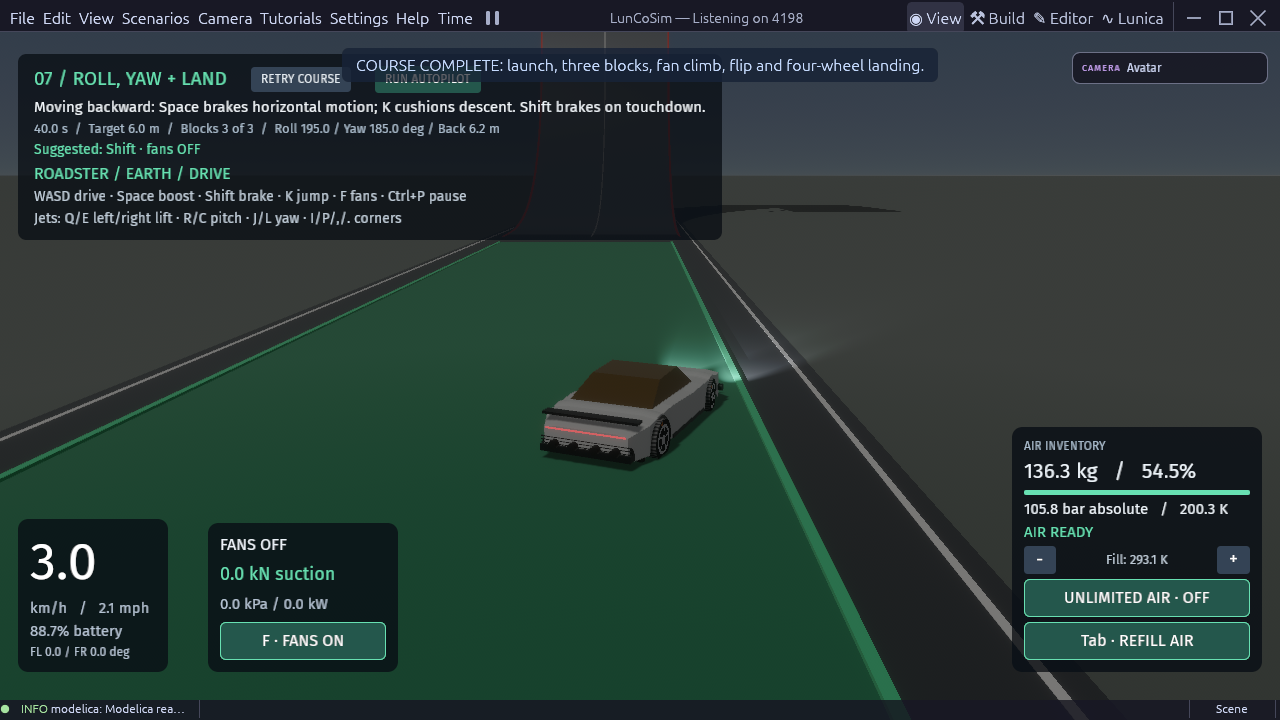 File Edit View Scenarios Camera Tutorials Settings Help Time
LunCoSim — Listening on 4198
View Build Editor Lunica
COURSE COMPLETE: launch, three blocks, fan climb, flip and four-wheel landing.
07 / ROLL, YAW + LAND
RETRY COURSE
RUN AUTOPILOT
Moving backward: Space brakes horizontal motion; K cushions descent. Shift brakes on touchdown.
40.0 s / Target 6.0 m / Blocks 3 of 3 / Roll 195.0 / Yaw 185.0 deg / Back 6.2 m
Suggested: Shift · fans OFF
ROADSTER / EARTH / DRIVE
WASD drive · Space boost · Shift brake · K jump · F fans · Ctrl+P pause
Jets: Q/E left/right lift · R/C pitch · J/L yaw · I/P/,/. corners
CAMERA Avatar
AIR INVENTORY
136.3 kg / 54.5%
105.8 bar absolute / 200.3 K
AIR READY
- Fill: 293.1 K +
UNLIMITED AIR · OFF
Tab · REFILL AIR
3.0
km/h / 2.1 mph
88.7% battery
FL 0.0 / FR 0.0 deg
FANS OFF
0.0 kN suction
0.0 kPa / 0.0 kW
F · FANS ON
INFO modelica: Modelica rea…
Scene